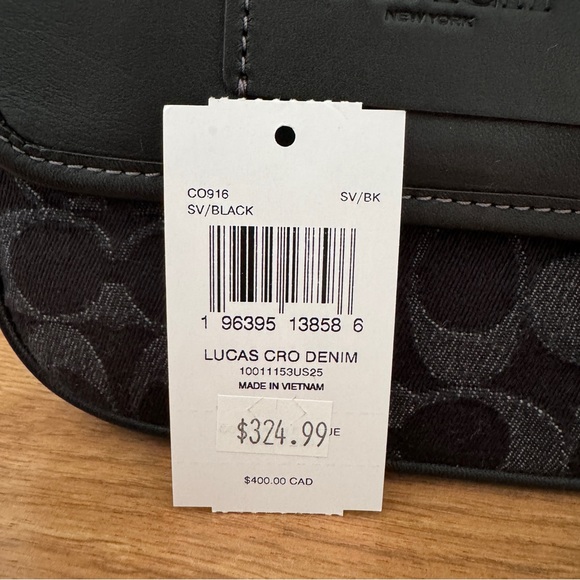 NEW YORK
CO916 SV/BK
SV/BLACK
1 96395 13858 6
LUCAS CRO DENIM
10011153US25
MADE IN VIETNAM
$324.99
$400.00 CAD